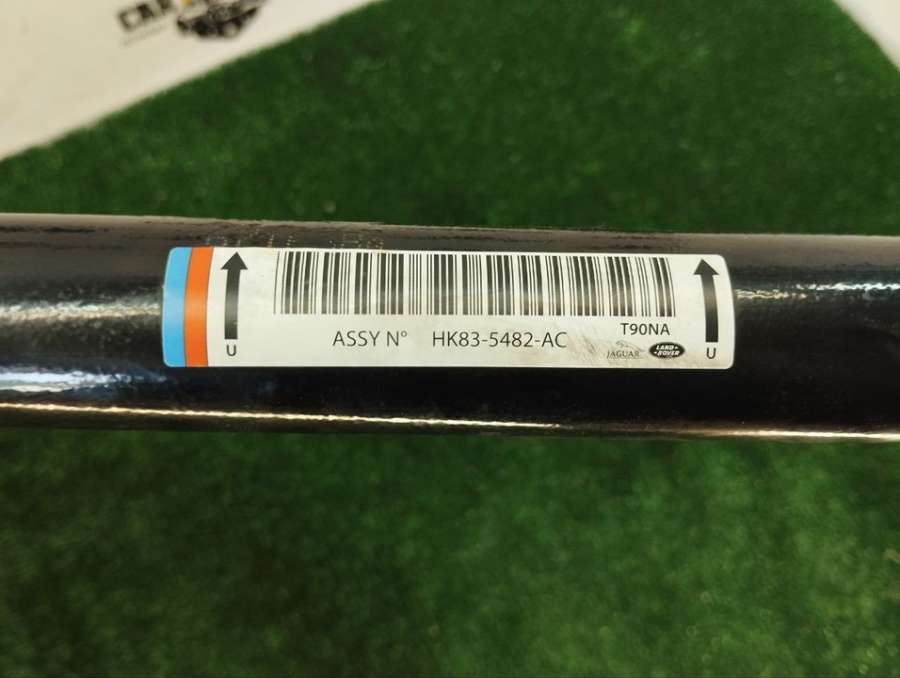 T90NA
ASSY N° HK83-5482-AC
U
JAGUAR
LAND ROVER
U